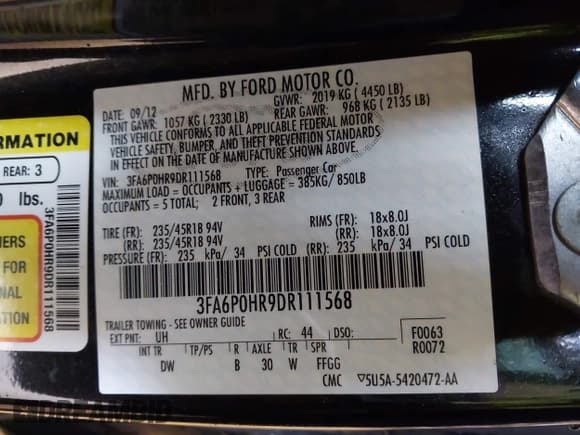 MFD. BY FORD MOTOR CO.
DATE: 09/12 GVWR: 2019 KG ( 4450 LB)
FRONT GAWR: 1057 KG ( 2330 LB) REAR GAWR: 968 KG ( 2135 LB)
THIS VEHICLE CONFORMS TO ALL APPLICABLE FEDERAL MOTOR
VEHICLE SAFETY, BUMPER, AND THEFT PREVENTION STANDARDS
IN EFFECT ON THE DATE OF MANUFACTURE SHOWN ABOVE.
VIN: 3FA6P0HR9DR111568 TYPE: Passenger Car
MAXIMUM LOAD = OCCUPANTS + LUGGAGE = 385KG/ 850LB
OCCUPANTS = 5 TOTAL; 2 FRONT, 3 REAR
TIRE (FR): 235/45R18 94V RIMS (FR): 18x8.0J
(RR): 235/45R18 94V (RR): 18x8.0J
PRESSURE (FR): 235 kPa/ 34 PSI COLD (RR): 235 kPa/ 34 PSI COLD
3FA6P0HR9DR111568
TRAILER TOWING - SEE OWNER GUIDE
EXT PNT: UH RC: 44 DSO: F0063
R0072
INT TR TP/PS R AXLE TR SPR
DW B 30 W FFGG
CMC ▽5U5A-5420472-AA
FORMATION
REAR: 3
lbs.
3FA6P0HR9DR111568
FOR